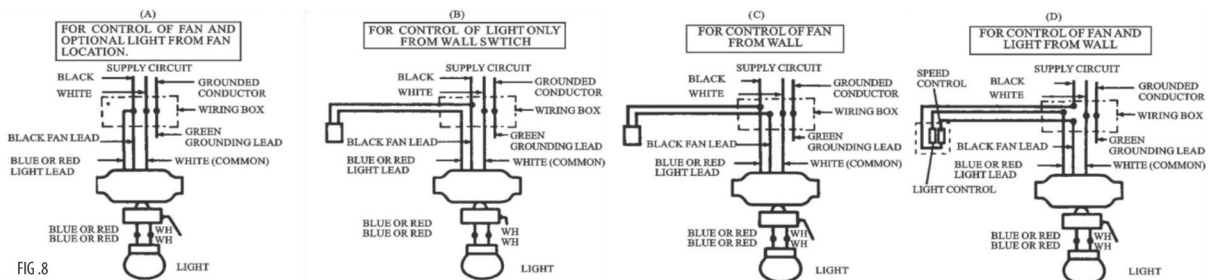 (A)
FOR CONTROL OF FAN AND
OPTIONAL LIGHT FROM FAN
LOCATION.
SUPPLY CIRCUIT
BLACK
WHITE
GROUNDED
CONDUCTOR
WIRING BOX
BLACK FAN LEAD
GREEN
GROUNDING LEAD
BLUE OR RED
LIGHT LEAD
WHITE (COMMON)
BLUE OR RED
BLUE OR RED
WH
WH
LIGHT
FIG.8
(B)
FOR CONTROL OF LIGHT ONLY
FROM WALL SWTICH
SUPPLY CIRCUIT
BLACK
WHITE
GROUNDED
CONDUCTOR
WIRING BOX
BLACK FAN LEAD
GREEN
GROUNDING LEAD
BLUE OR RED
LIGHT LEAD
WHITE (COMMON)
BLUE OR RED
BLUE OR RED
WH
WH
LIGHT
(C)
FOR CONTROL OF FAN
FROM WALL
SUPPLY CIRCUIT
BLACK
WHITE
GROUNDED
CONDUCTOR
WIRING BOX
GREEN
GROUNDING LEAD
BLACK FAN LEAD
BLUE OR RED
LIGHT LEAD
WHITE (COMMON)
BLUE OR RED
BLUE OR RED
WH
WH
LIGHT
(D)
FOR CONTROL OF FAN AND
LIGHT FROM WALL
SUPPLY CIRCUIT
SPEED
CONTROL
BLACK
WHITE
GROUNDED
CONDUCTOR
WIRING BOX
GREEN
GROUNDING LEAD
BLACK FAN LEAD
BLUE OR RED
LIGHT LEAD
WHITE (COMMON)
LIGHT CONTROL
BLUE OR RED
BLUE OR RED
WH
WH
LIGHT